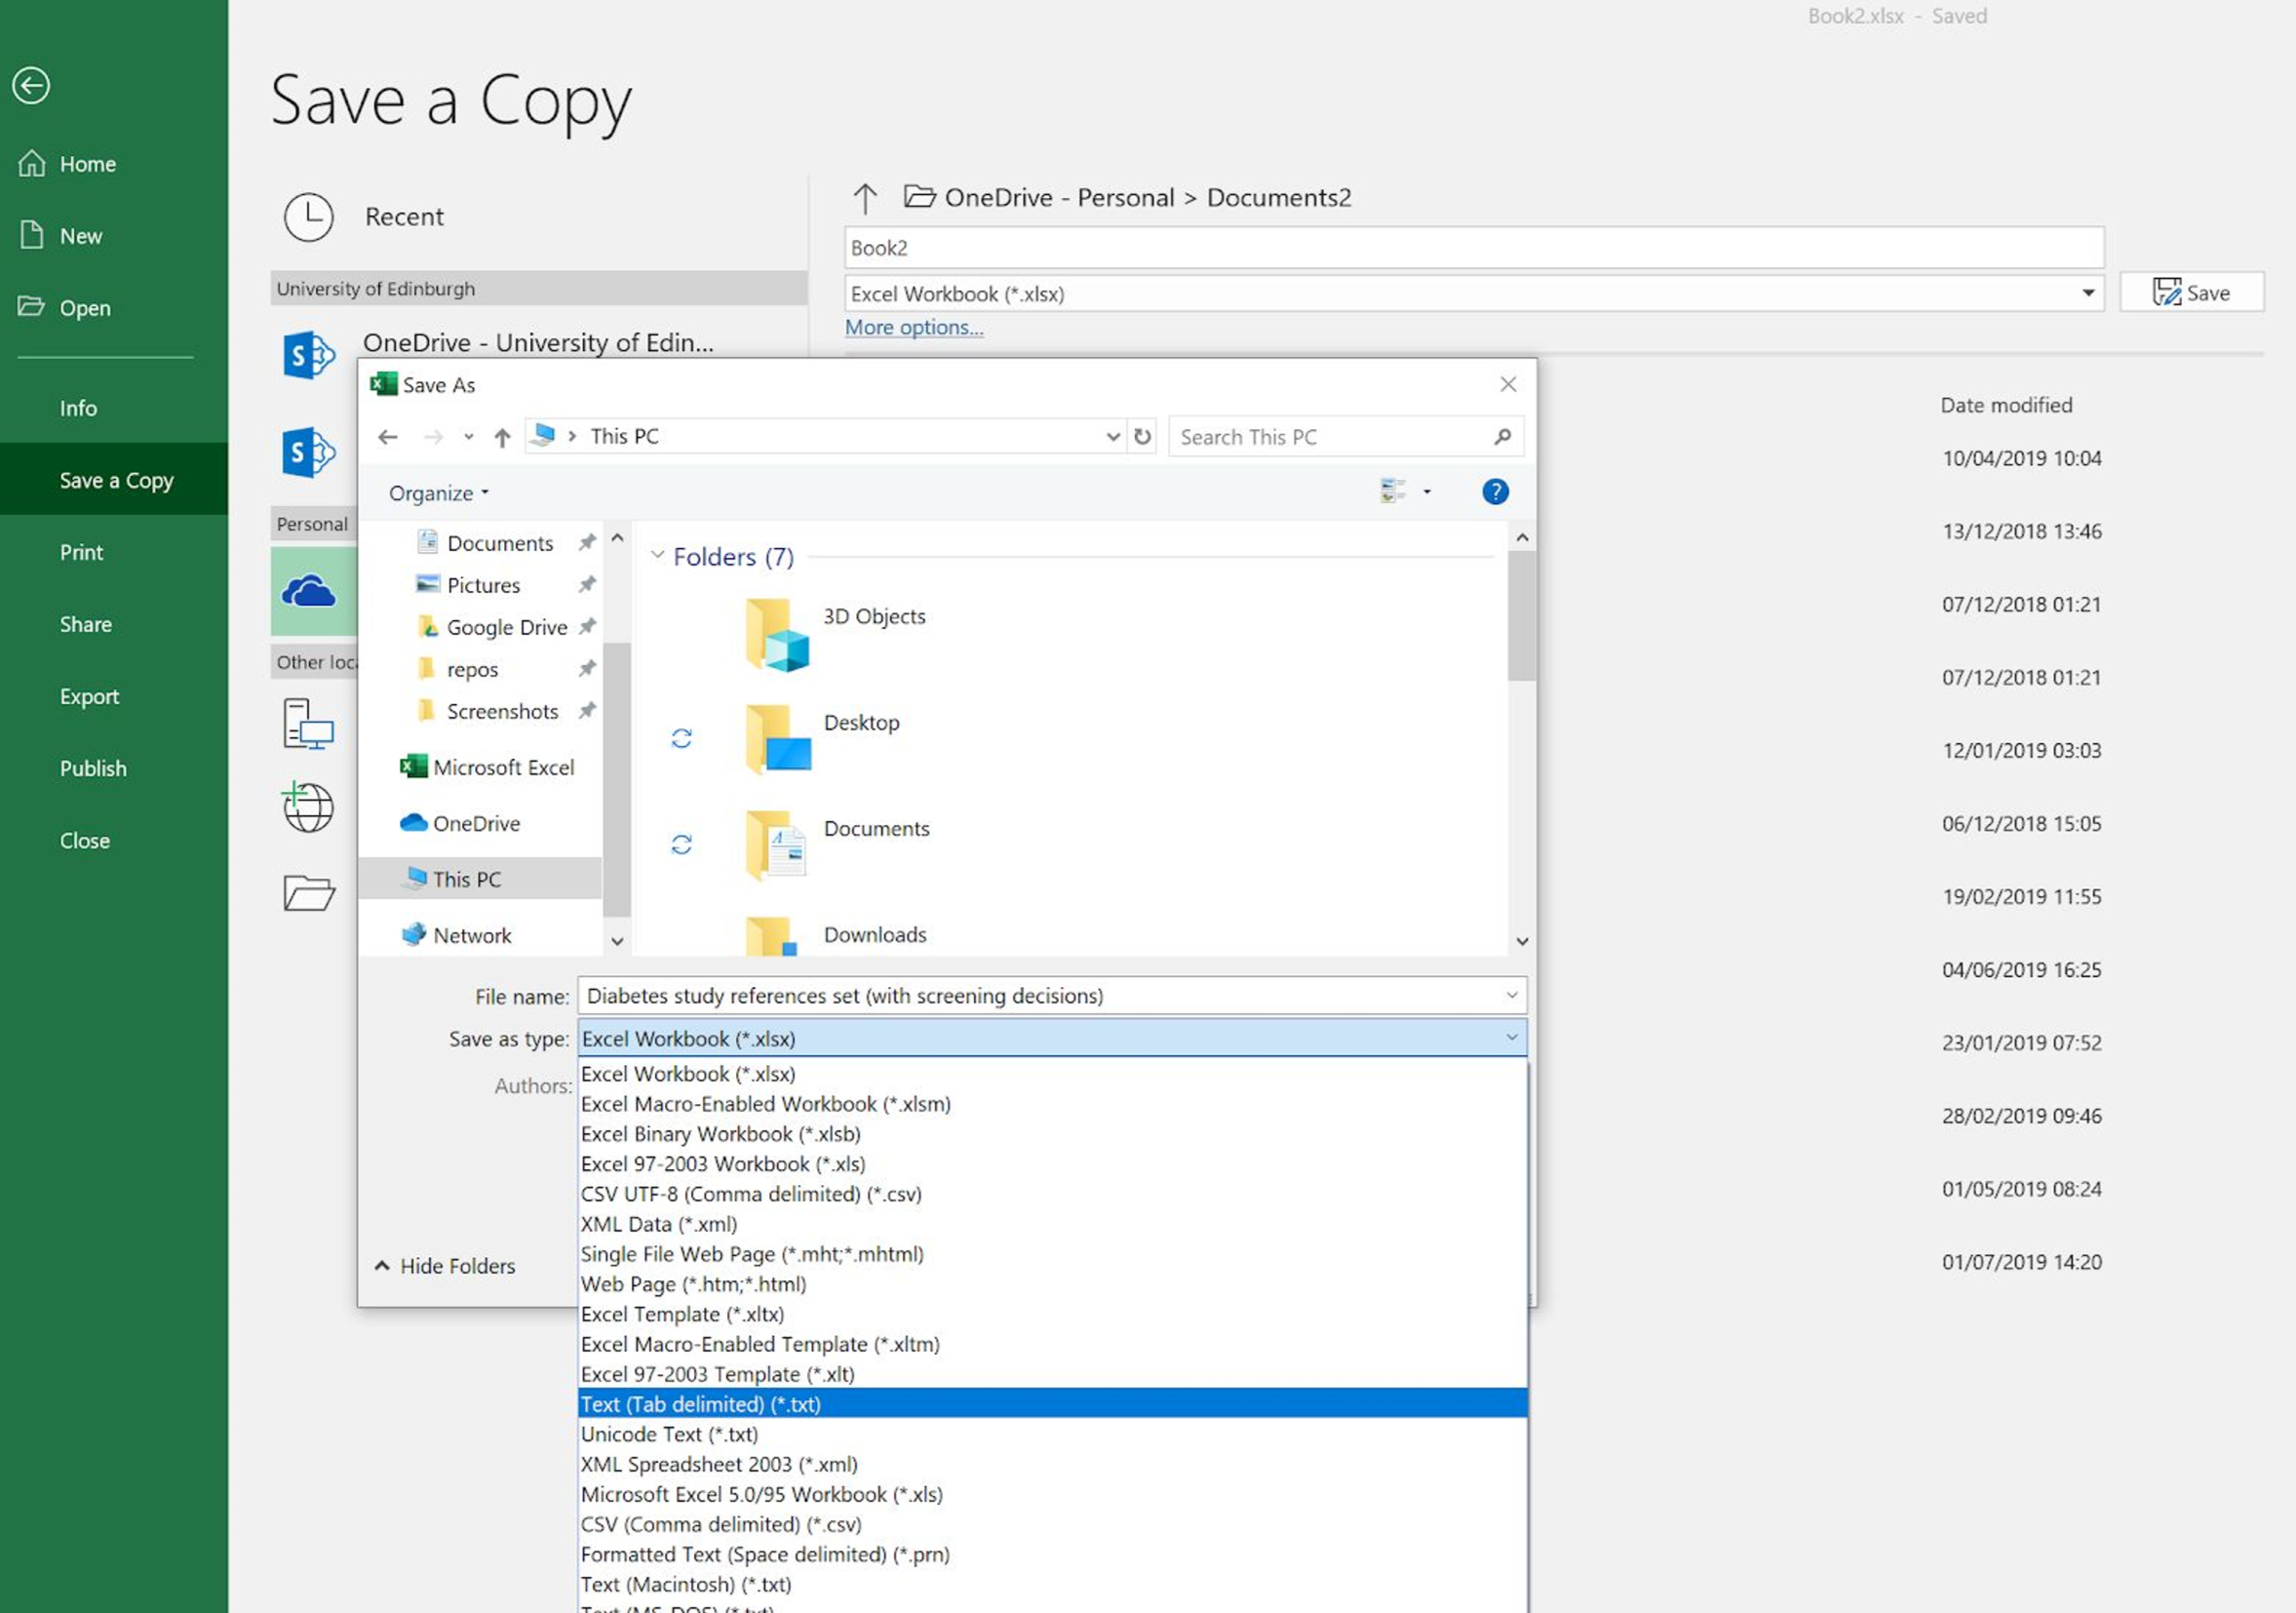 Book2.xlsx - Saved
Home
New
Open
Info
Save a Copy
Print
Share
Export
Publish
Close
Save a Copy
Recent
University of Edinburgh
OneDrive - University of Edin...
Personal
Other loc
OneDrive - Personal > Documents2
Book2
Excel Workbook (*.xlsx)
Save
More options...
Date modified
10/04/2019 10:04
13/12/2018 13:46
07/12/2018 01:21
07/12/2018 01:21
12/01/2019 03:03
06/12/2018 15:05
19/02/2019 11:55
04/06/2019 16:25
23/01/2019 07:52
28/02/2019 09:46
01/05/2019 08:24
01/07/2019 14:20
Save As
This PC
Search This PC
Organize
Documents
Pictures
Google Drive
repos
Screenshots
Microsoft Excel
OneDrive
This PC
Network
Folders (7)
3D Objects
Desktop
Documents
Downloads
File name: Diabetes study references set (with screening decisions)
Save as type: Excel Workbook (*.xlsx)
Authors:
Excel Workbook (*.xlsx)
Excel Macro-Enabled Workbook (*.xlsm)
Excel Binary Workbook (*.xlsb)
Excel 97-2003 Workbook (*.xls)
CSV UTF-8 (Comma delimited) (*.csv)
XML Data (*.xml)
Single File Web Page (*.mht;*.mhtml)
Web Page (*.htm;*.html)
Excel Template (*.xltx)
Excel Macro-Enabled Template (*.xltm)
Excel 97-2003 Template (*.xlt)
Text (Tab delimited) (*.txt)
Unicode Text (*.txt)
XML Spreadsheet 2003 (*.xml)
Microsoft Excel 5.0/95 Workbook (*.xls)
CSV (Comma delimited) (*.csv)
Formatted Text (Space delimited) (*.prn)
Text (Macintosh) (*.txt)
Text (MS-DOS) (*.txt)
Hide Folders